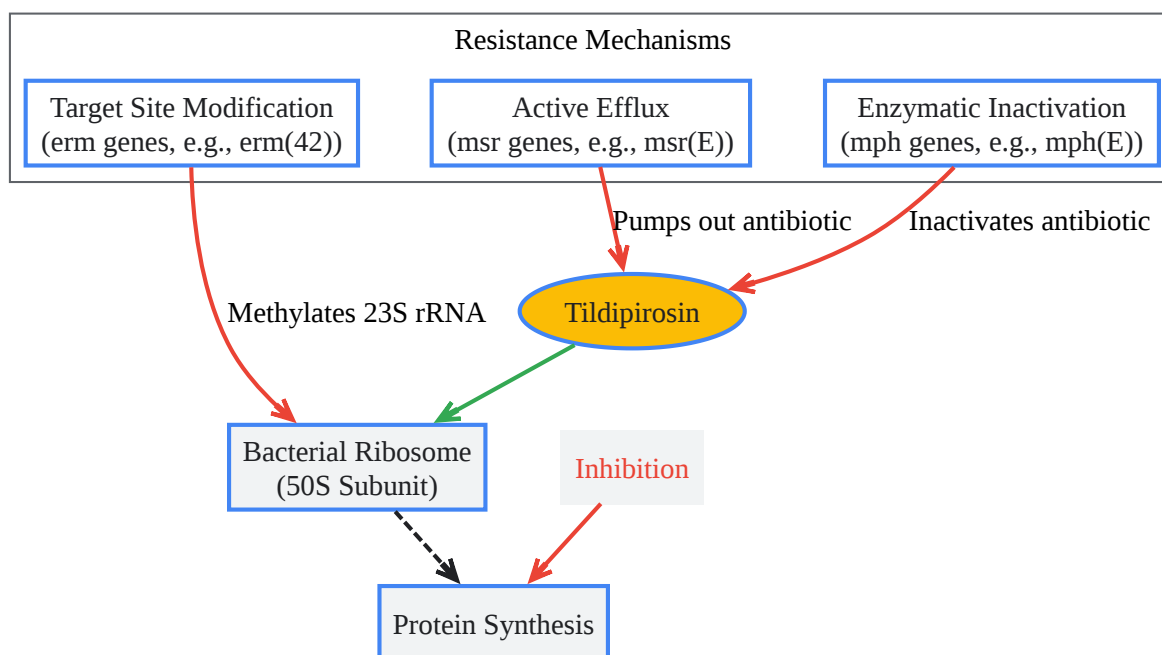 Resistance Mechanisms
Target Site Modification
(erm genes, e.g., erm(42))
Active Efflux
(msr genes, e.g., msr(E))
Enzymatic Inactivation
(mph genes, e.g., mph(E))
Pumps out antibiotic
Inactivates antibiotic
Methylates 23S rRNA
Tildipirosin
Bacterial Ribosome
(50S Subunit)
Inhibition
Protein Synthesis